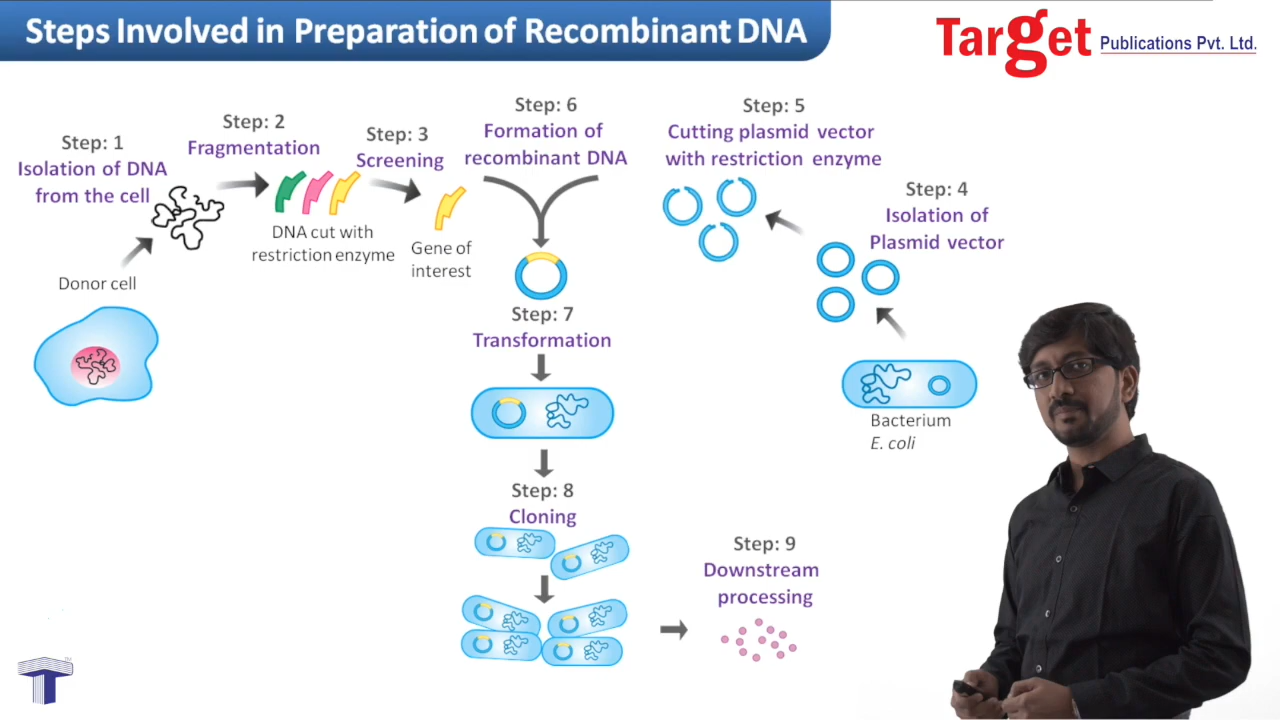 Steps Involved in Preparation of Recombinant DNA
Target Publications Pvt. Ltd.
Step: 1
Isolation of DNA
from the cell
Donor cell
Step: 2
Fragmentation
DNA cut with
restriction enzyme
Step: 3
Screening
Gene of
interest
Step: 6
Formation of
recombinant DNA
Step: 5
Cutting plasmid vector
with restriction enzyme
Step: 4
Isolation of
Plasmid vector
Bacterium
E. coli
Step: 7
Transformation
Step: 8
Cloning
Step: 9
Downstream
processing